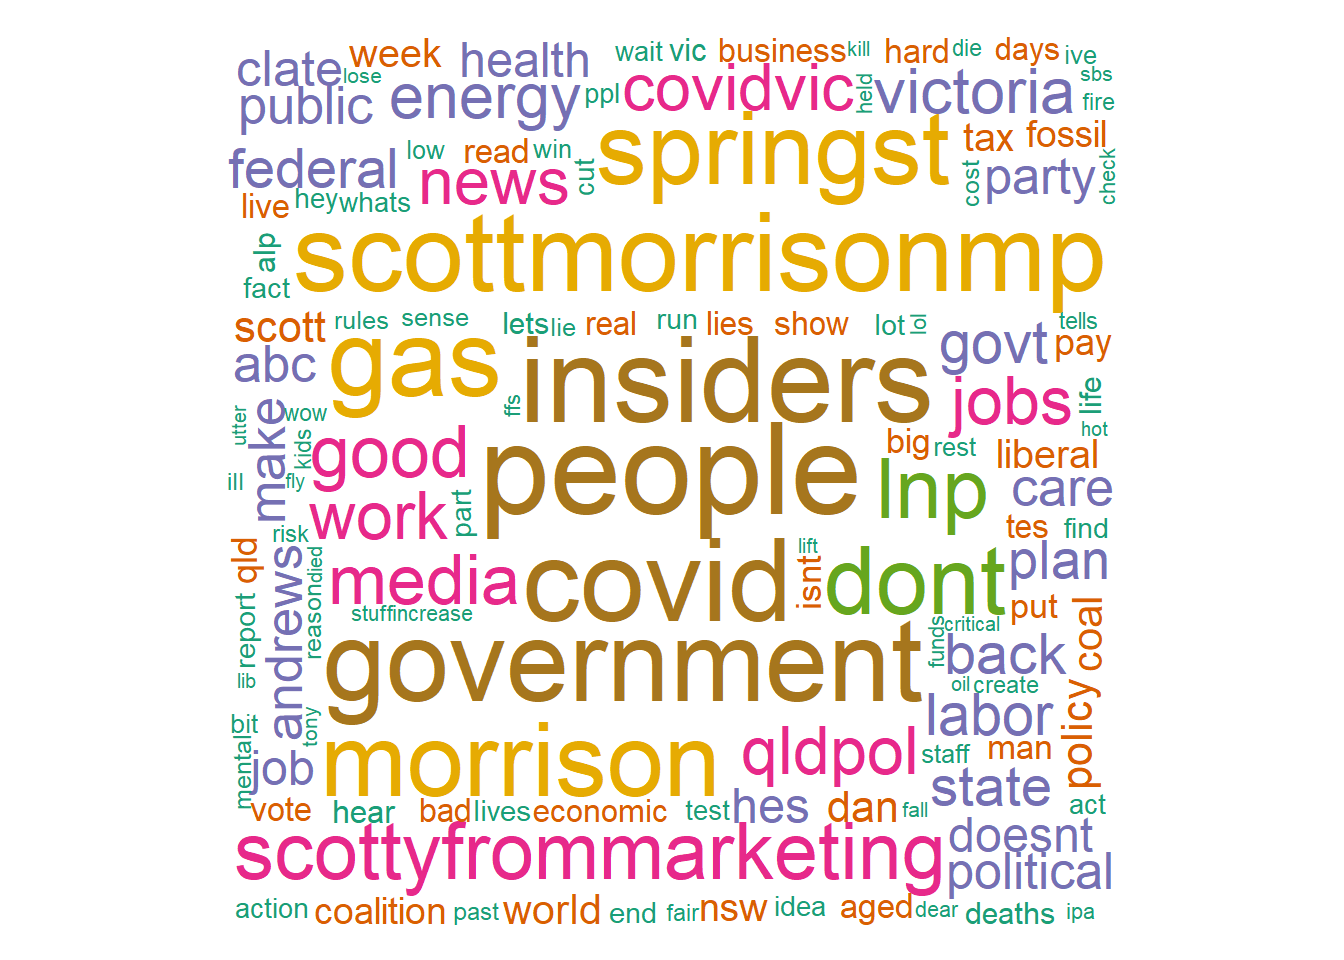 clate
lose
week
health
wait
vic
business
kill
hard
die
days
ive
public
energy
ppl
covidvic
held
victoria
sbs
fire
federal
low
read
win
news
cut
springst
tax
fossil
cost
party
check
live
hey
whats
alp
fact
scottmorrisonmp
scott
rules
sense
lets
lie
real
run
lies
show
lot
lol
tells
abc
gas
insiders
govt
pay
utter
make
wow
ffs
jobs
life
hot
kids
good
people
big
rest
liberal
ill
fly
lnp
care
work
part
risk
tes
find
qld
andrews
died
media
covid
lift
isnt
dont
plan
report
reason
stuff
increase
put
coal
funds
critical
back
lib
government
oil
create
policy
bit
tony
labor
mental
job
morrison
qldpol
staff
man
state
vote
hear
bad
lives
economic
test
hes
dan
fall
act
scottyfrommarketing
doesnt
political
action
coalition
past
world
end
fair
nsw
idea
aged
dear
deaths
ipa